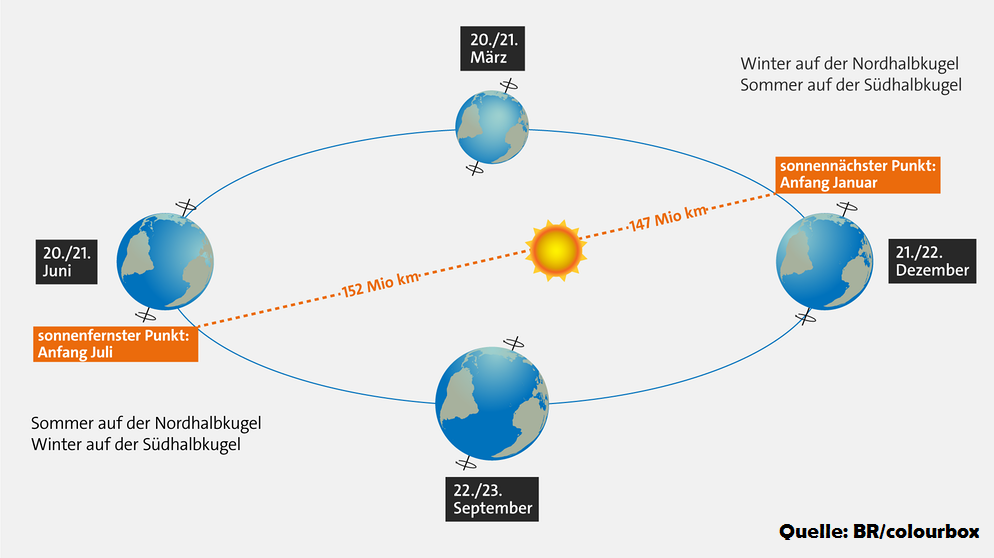 20./21.
März
Winter auf der Nordhalbkugel
Sommer auf der Südhalbkugel
sonnennächster Punkt:
Anfang Januar
147 Mio km
20./21.
Juni
21./22.
Dezember
152 Mio km
sonnenfernster Punkt:
Anfang Juli
Sommer auf der Nordhalbkugel
Winter auf der Südhalbkugel
22./23.
September
Quelle: BR/colourbox